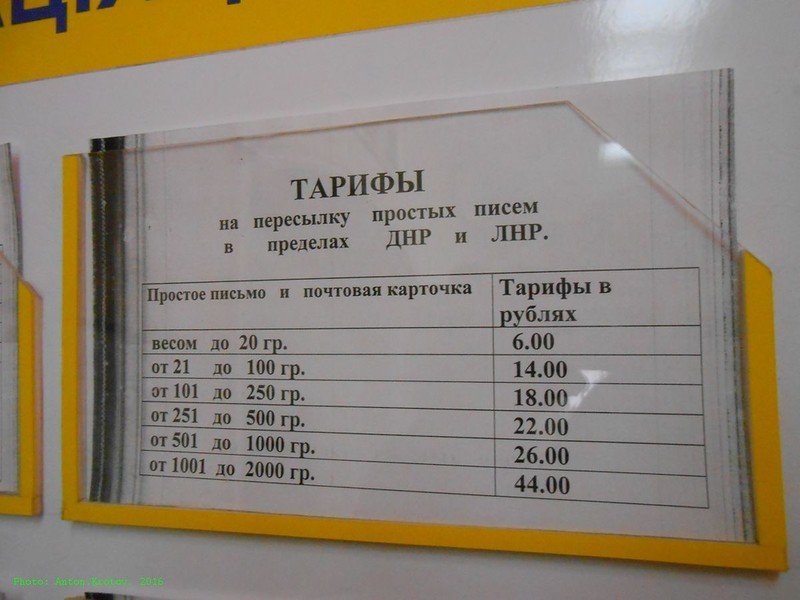 ТАРИФЫ
на пересылку простых писем
в пределах ДНР и ЛНР.
Простое письмо и почтовая карточка Тарифы в
рублях
весом до 20 гр. 6.00
от 21 до 100 гр. 14.00
от 101 до 250 гр. 18.00
от 251 до 500 гр. 22.00
от 501 до 1000 гр. 26.00
от 1001 до 2000 гр. 44.00
Photo: Anton Krotov. 2016